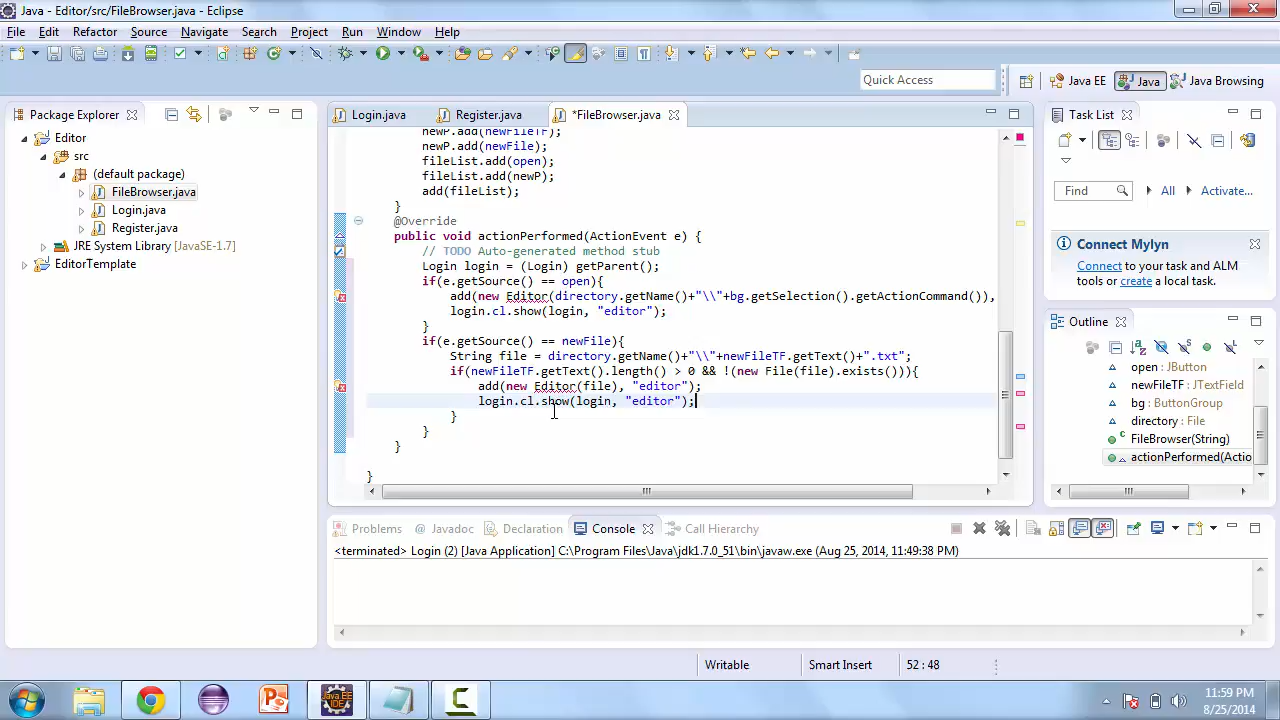 Java - Editor/src/FileBrowser.java - Eclipse
File Edit Refactor Source Navigate Search Project Run Window Help
Quick Access
Java EE Java Java Browsing
Package Explorer
Editor
src
(default package)
FileBrowser.java
Login.java
Register.java
JRE System Library [JavaSE-1.7]
EditorTemplate
Login.java Register.java *FileBrowser.java
newP.add(newFileTF);
newP.add(newFile);
fileList.add(open);
fileList.add(newP);
add(fileList);
}
@Override
public void actionPerformed(ActionEvent e) {
// TODO Auto-generated method stub
Login login = (Login) getParent();
if(e.getSource() == open){
add(new Editor(directory.getName()+"\\"+bg.getSelection().getActionCommand()),
login.cl.show(login, "editor");
}
if(e.getSource() == newFile){
String file = directory.getName()+"\\"+newFileTF.getText()+".txt";
if(newFileTF.getText().length() > 0 && !(new File(file).exists())){
add(new Editor(file), "editor");
login.cl.show(login, "editor");
}
}
}
}
Task List
Find All Activate...
Connect Mylyn
Connect to your task and ALM
tools or create a local task.
Outline
open : JButton
newFileTF : JTextField
bg : ButtonGroup
directory : File
FileBrowser(String)
actionPerformed(Actio
Problems Javadoc Declaration Console Call Hierarchy
<terminated> Login (2) [Java Application] C:\Program Files\Java\jdk1.7.0_51\bin\javaw.exe (Aug 25, 2014, 11:49:38 PM)
Writable Smart Insert 52 : 48
Java EE
IDE
11:59 PM
8/25/2014